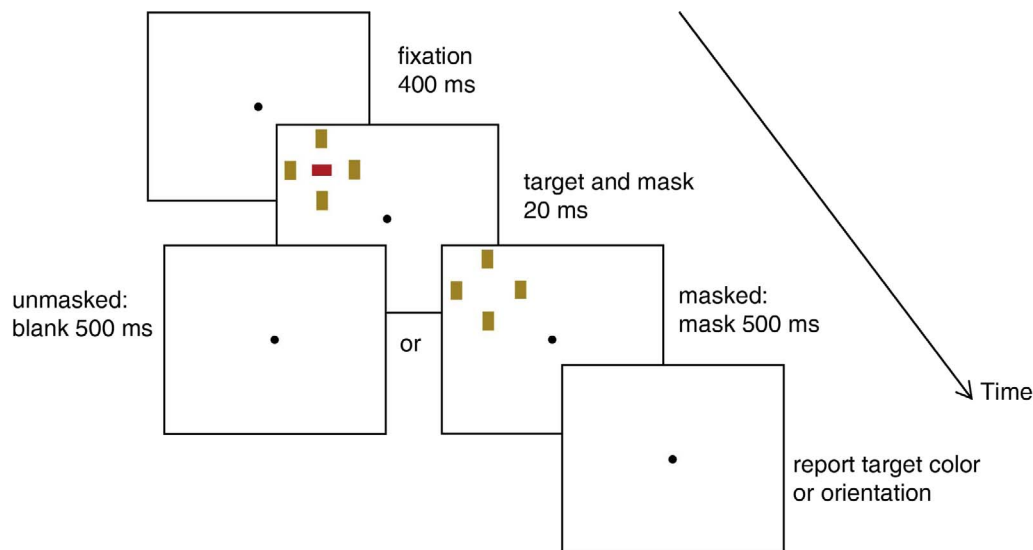 fixation
400 ms
target and mask
20 ms
unmasked:
blank 500 ms
or
masked:
mask 500 ms
Time
report target color
or orientation